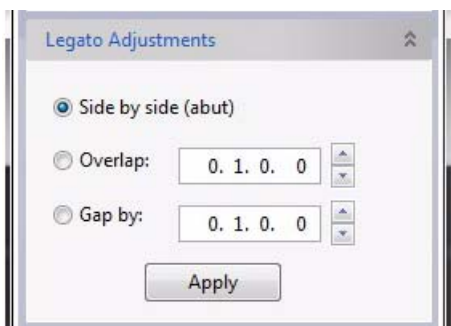 Legato Adjustments
Side by side (abut)
Overlap: 0. 1. 0. 0
Gap by: 0. 1. 0. 0
Apply